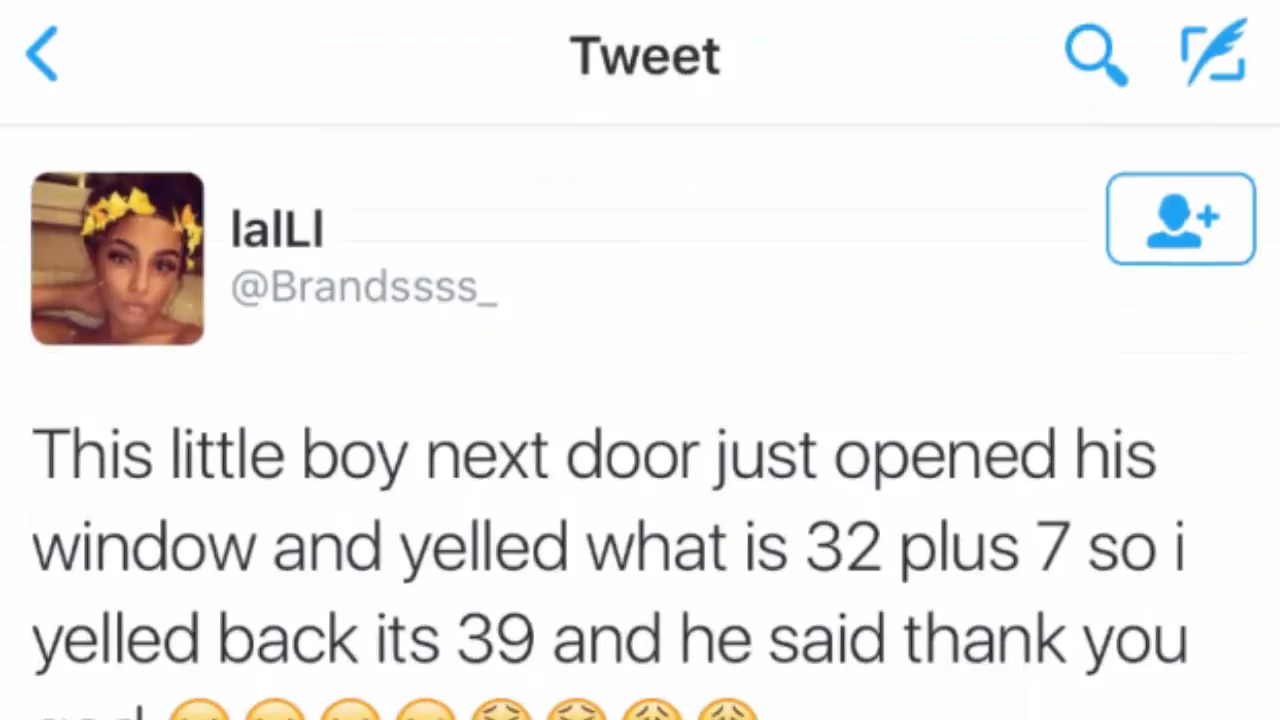 Tweet
lalLl
@Brandssss_
This little boy next door just opened his
window and yelled what is 32 plus 7 so i
yelled back its 39 and he said thank you